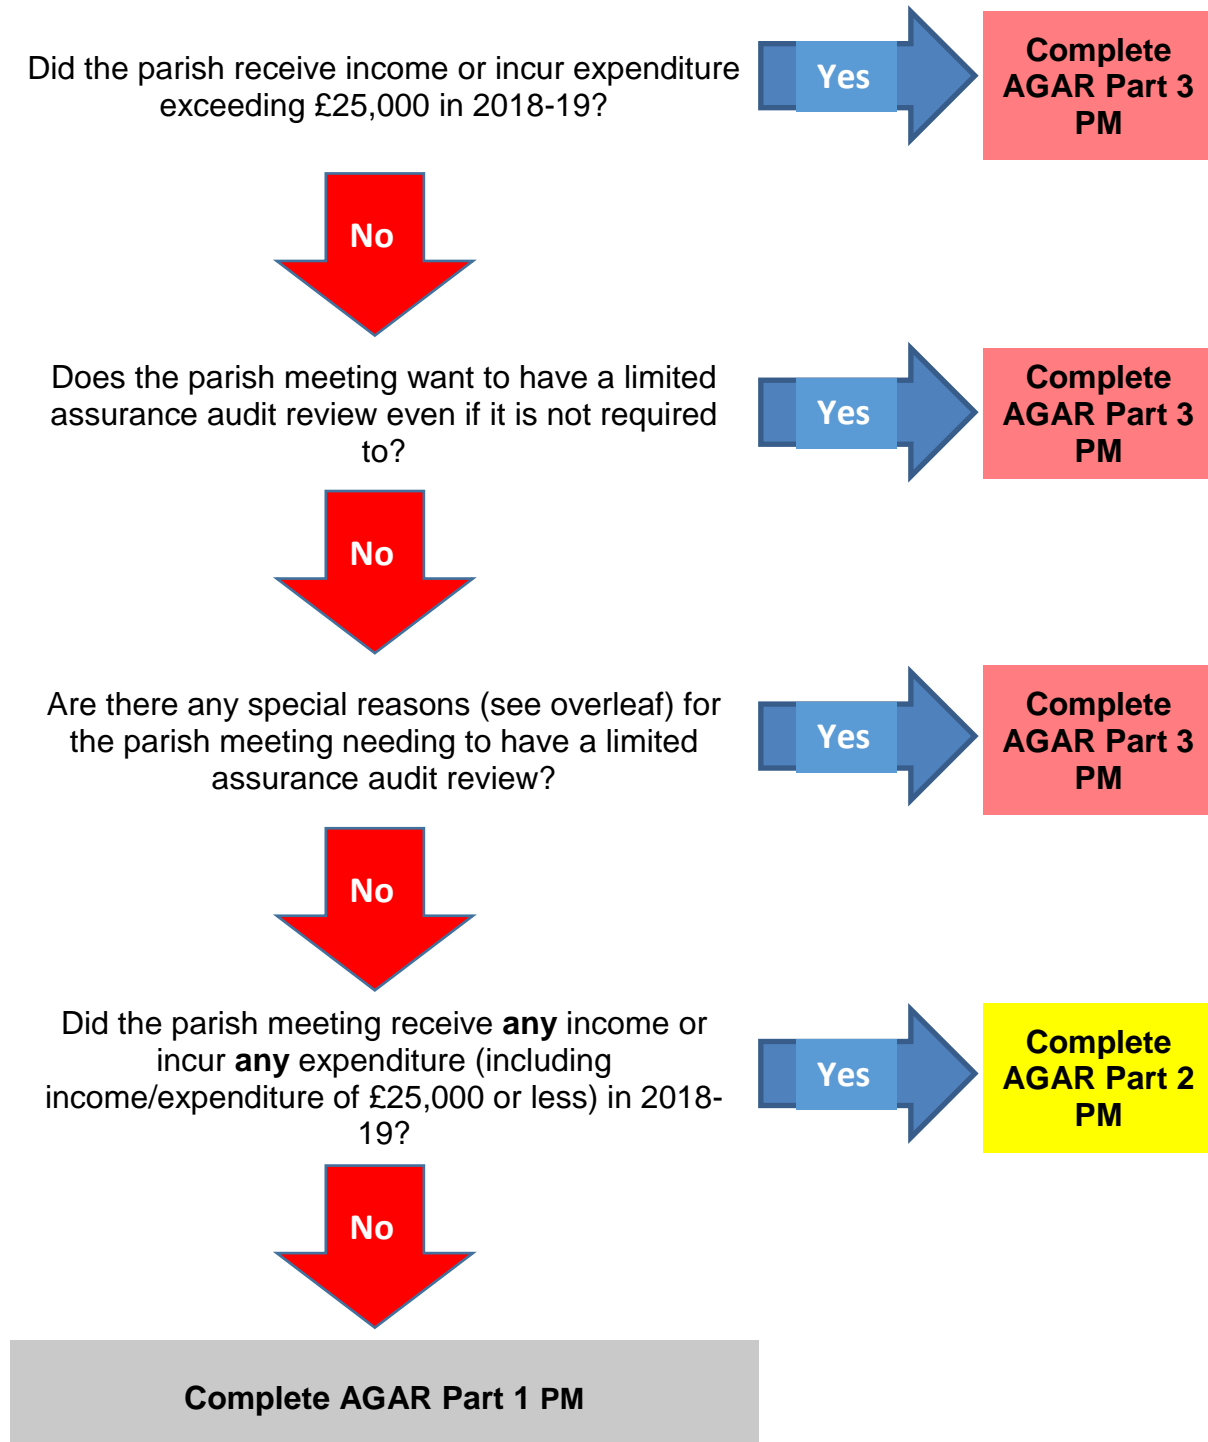 Did the parish receive income or incur expenditure
exceeding £25,000 in 2018-19?
Yes
Complete
AGAR Part 3
PM
No
Does the parish meeting want to have a limited
assurance audit review even if it is not required
to?
Yes
Complete
AGAR Part 3
PM
No
Are there any special reasons (see overleaf) for
the parish meeting needing to have a limited
assurance audit review?
Yes
Complete
AGAR Part 3
PM
No
Did the parish meeting receive any income or
incur any expenditure (including
income/expenditure of £25,000 or less) in 2018-
19?
Yes
Complete
AGAR Part 2
PM
No
Complete AGAR Part 1 PM